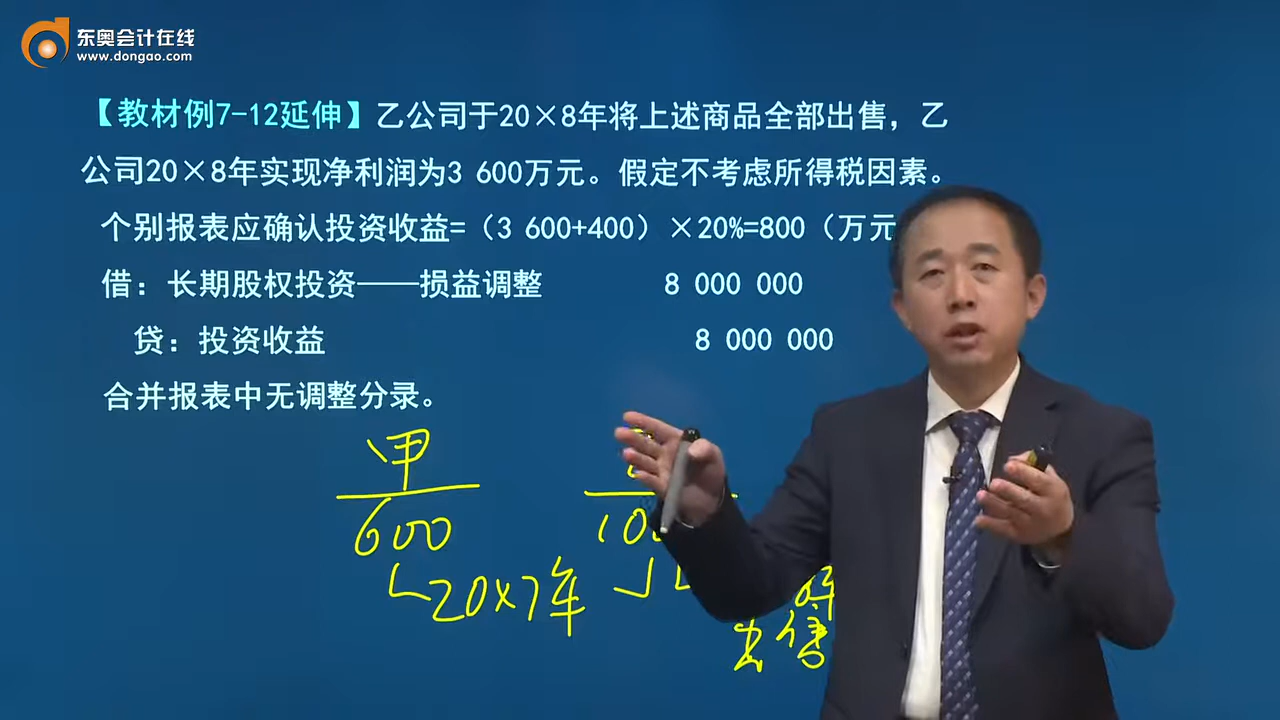 东奥会计在线
www.dongao.com
【教材例7-12延伸】乙公司于20×8年将上述商品全部出售，乙
公司20×8年实现净利润为3 600万元。假定不考虑所得税因素。
个别报表应确认投资收益=（3 600+400）×20%=800（万元
借：长期股权投资——损益调整 8 000 000
贷：投资收益 8 000 000
合并报表中无调整分录。
甲
600
20×7年
出售